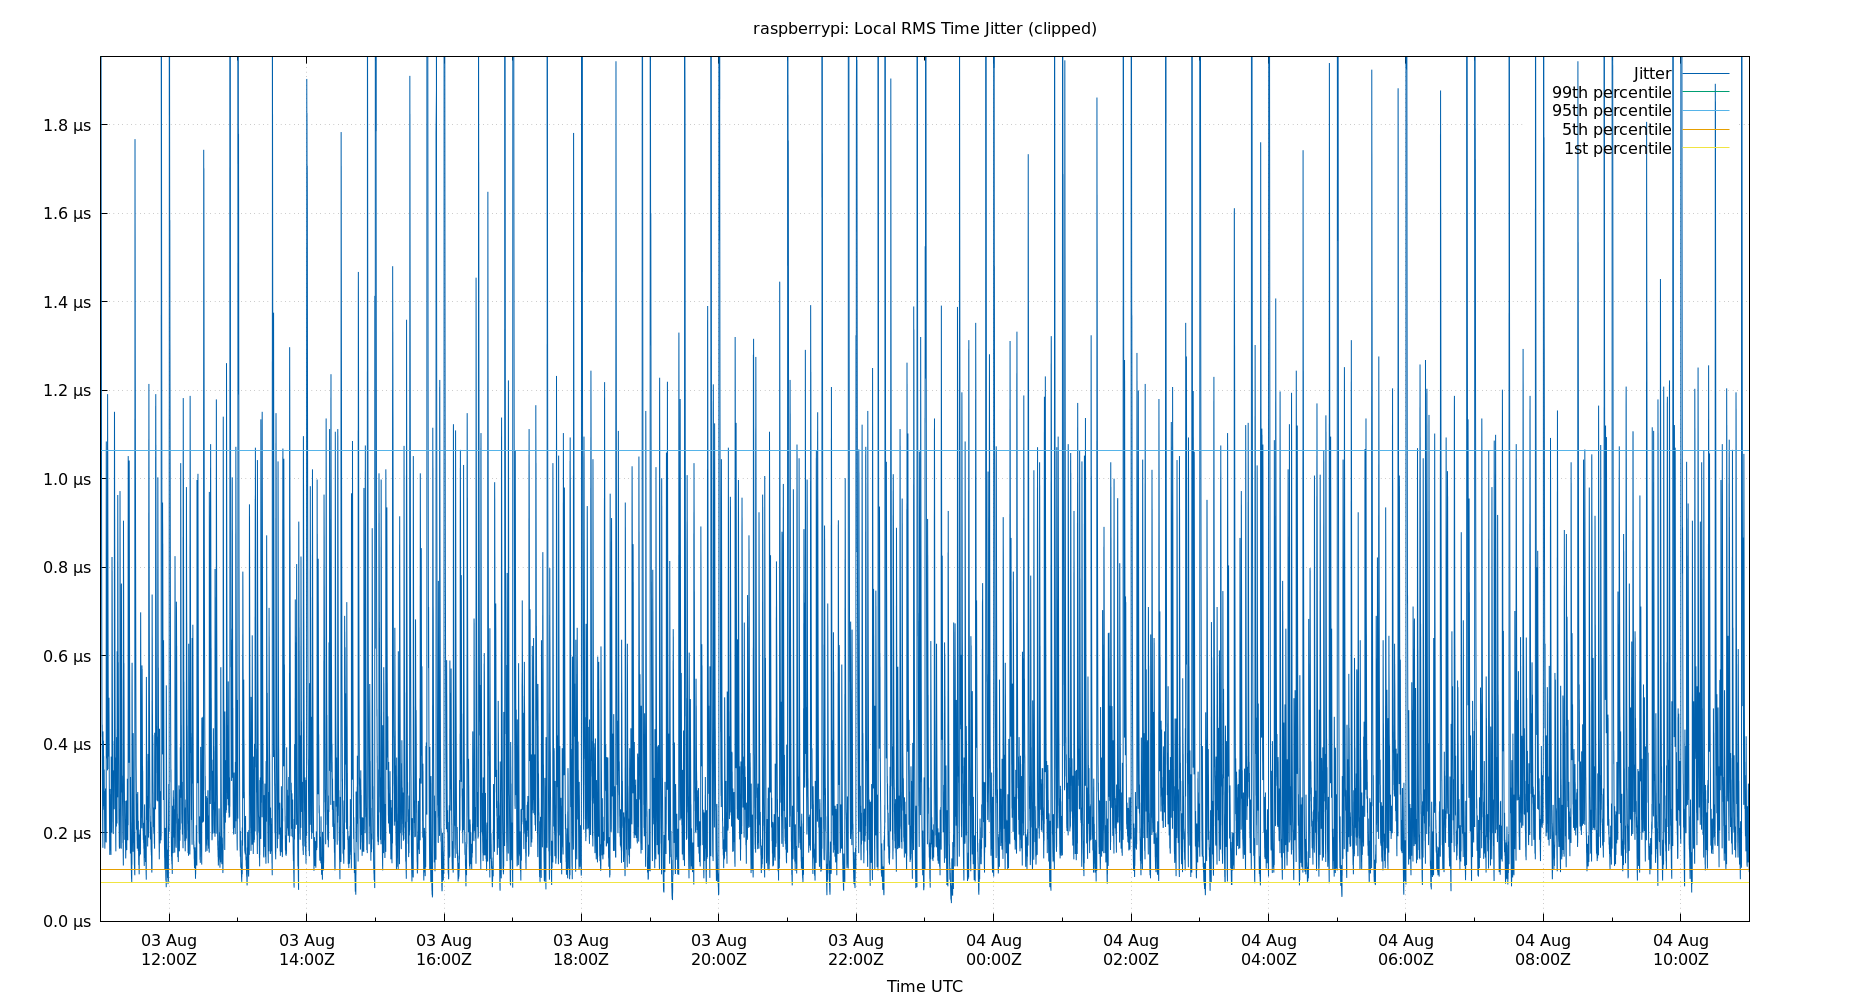 raspberrypi: Local RMS Time Jitter (clipped)
Jitter
99th percentile
95th percentile
5th percentile
1st percentile
1.8 µs
1.6 µs
1.4 µs
1.2 µs
1.0 µs
0.8 µs
0.6 µs
0.4 µs
0.2 µs
0.0 µs
03 Aug 03 Aug 03 Aug 03 Aug 03 Aug 03 Aug 04 Aug 04 Aug 04 Aug 04 Aug 04 Aug 04 Aug
12:00Z 14:00Z 16:00Z 18:00Z 20:00Z 22:00Z 00:00Z 02:00Z 04:00Z 06:00Z 08:00Z 10:00Z
Time UTC